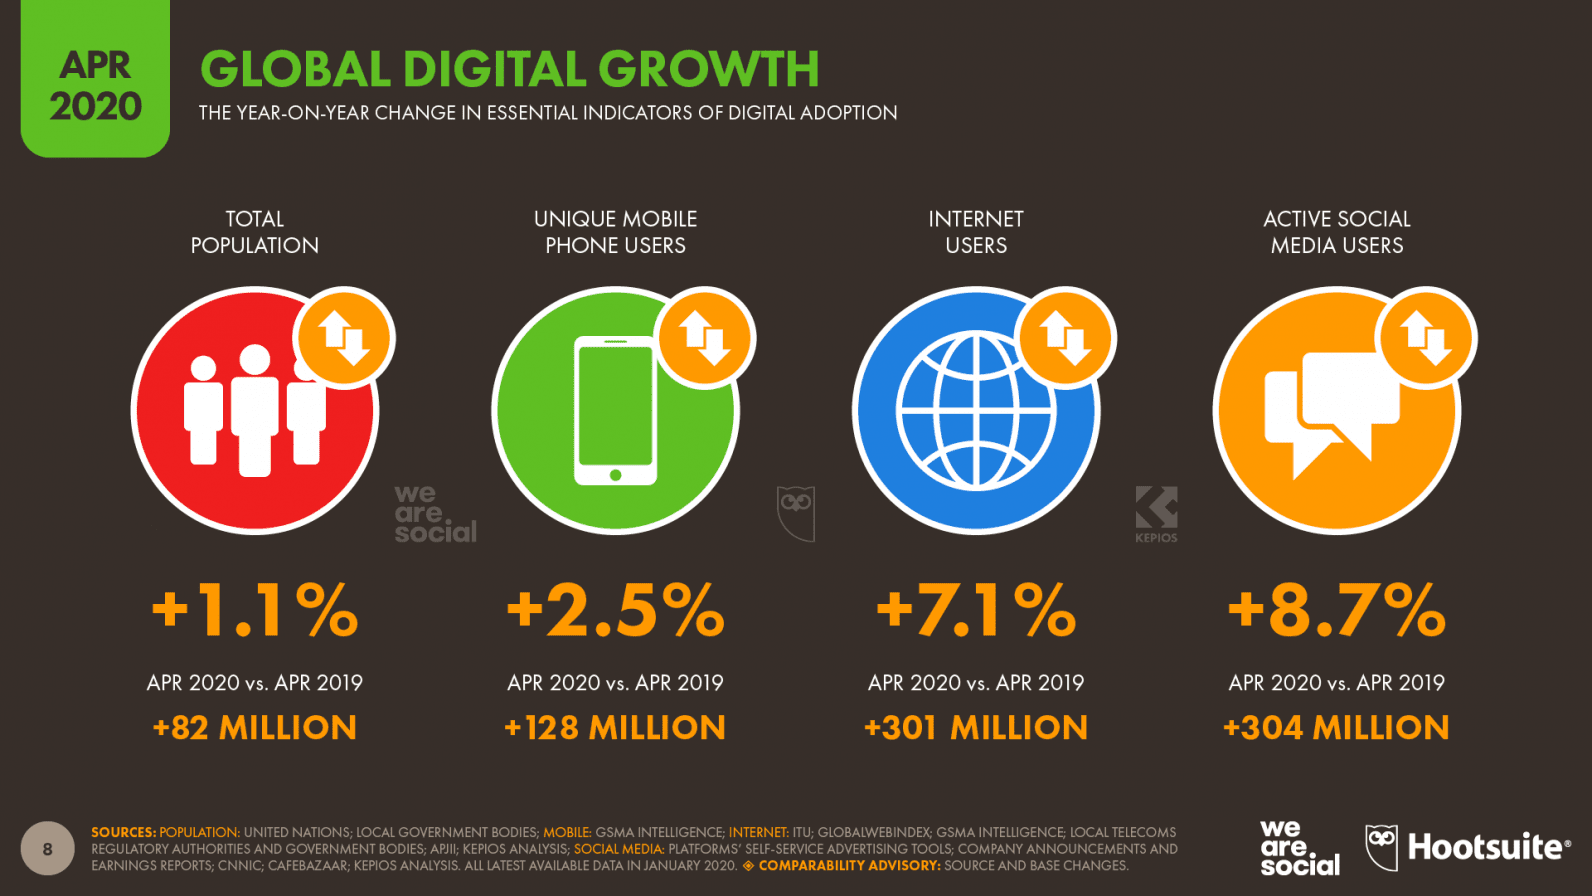 APR
2020
GLOBAL DIGITAL GROWTH
THE YEAR-ON-YEAR CHANGE IN ESSENTIAL INDICATORS OF DIGITAL ADOPTION
TOTAL
POPULATION
UNIQUE MOBILE
PHONE USERS
INTERNET
USERS
ACTIVE SOCIAL
MEDIA USERS
we
are
social
KEPIOS
+1.1%
+2.5%
+7.1%
+8.7%
APR 2020 vs. APR 2019
APR 2020 vs. APR 2019
APR 2020 vs. APR 2019
APR 2020 vs. APR 2019
+82 MILLION
+128 MILLION
+301 MILLION
+304 MILLION
8
SOURCES: POPULATION: UNITED NATIONS; LOCAL GOVERNMENT BODIES; MOBILE: GSMA INTELLIGENCE; INTERNET: ITU; GLOBALWEBINDEX; GSMA INTELLIGENCE; LOCAL TELECOMS
REGULATORY AUTHORITIES AND GOVERNMENT BODIES; APJII; KEPIOS ANALYSIS; SOCIAL MEDIA: PLATFORMS' SELF-SERVICE ADVERTISING TOOLS; COMPANY ANNOUNCEMENTS AND
EARNINGS REPORTS; CNNIC; CAFEBAZAAR; KEPIOS ANALYSIS. ALL LATEST AVAILABLE DATA IN JANUARY 2020. ◈ COMPARABILITY ADVISORY: SOURCE AND BASE CHANGES.
we
are
social
Hootsuite®